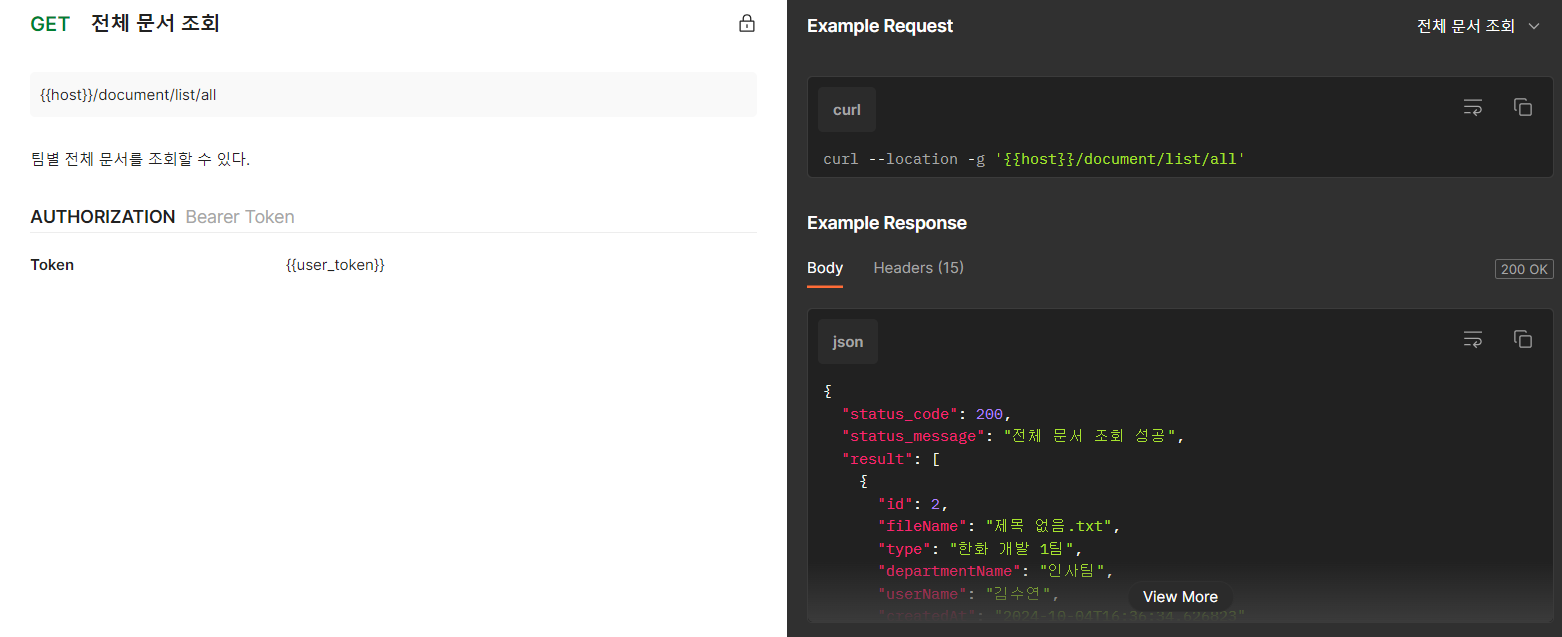 GET 전체 문서 조회
{{host}}/document/list/all
팀별 전체 문서를 조회할 수 있다.
AUTHORIZATION Bearer Token
Token {{user_token}}
Example Request
전체 문서 조회
curl
curl --location -g '{{host}}/document/list/all'
Example Response
Body Headers (15)
200 OK
json
{
"status_code": 200,
"status_message": "전체 문서 조회 성공",
"result": [
{
"id": 2,
"fileName": "제목 없음.txt",
"type": "한화 개발 1팀",
"departmentName": "인사팀",
"userName": "김수연",
View More
"createdAt": "2024-10-04T16:36:34.626823"